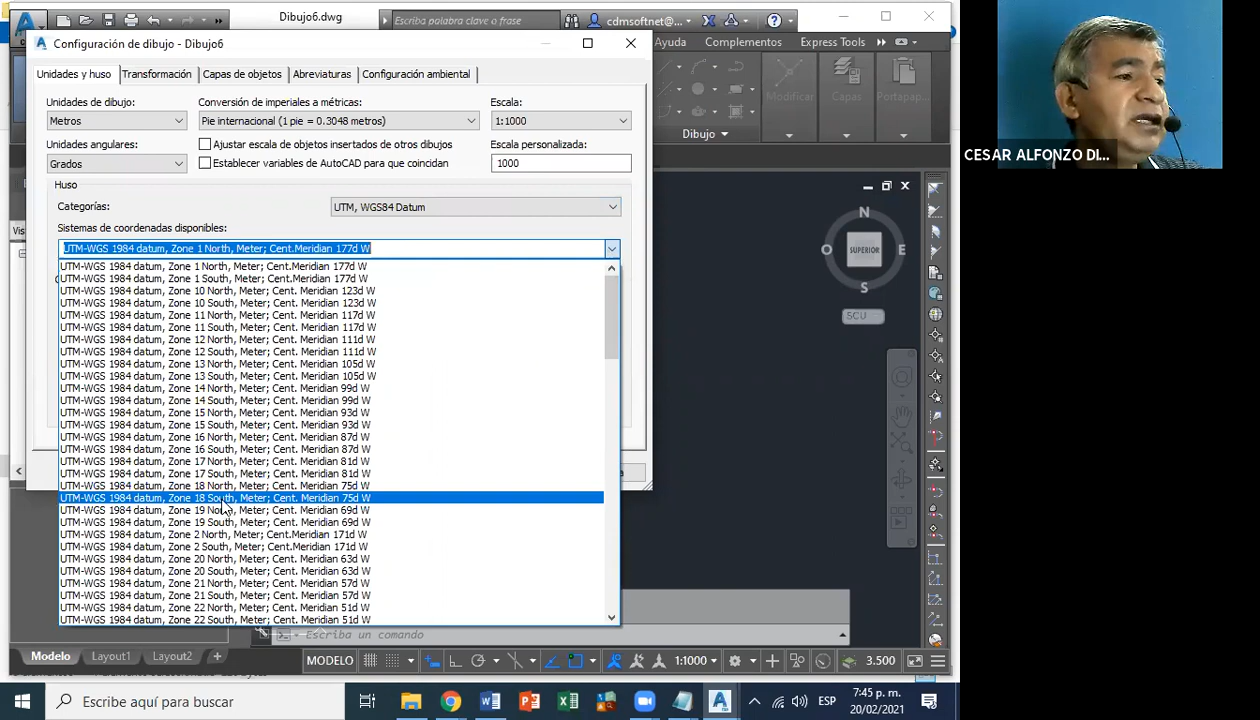 Dibujo6.dwg
Escriba palabra clave o frase
cdmsoftnet@...
Configuración de dibujo - Dibujo6
Ayuda
Complementos
Express Tools
Unidades y huso
Transformación
Capas de objetos
Abreviaturas
Configuración ambiental
Unidades de dibujo:
Conversión de imperiales a métricas:
Escala:
Metros
Pie internacional (1 pie = 0.3048 metros)
1:1000
Modificar
Capas
Portapap...
Unidades angulares:
Ajustar escala de objetos insertados de otros dibujos
Escala personalizada:
Dibujo
Grados
Establecer variables de AutoCAD para que coincidan
1000
CESAR ALFONZO DI...
Huso
Categorías:
UTM, WGS84 Datum
Sistemas de coordenadas disponibles:
Vis
UTM-WGS 1984 datum, Zone 1 North, Meter; Cent.Meridian 177d W
UTM-WGS 1984 datum, Zone 1 North, Meter; Cent.Meridian 177d W
UTM-WGS 1984 datum, Zone 1 South, Meter; Cent.Meridian 177d W
UTM-WGS 1984 datum, Zone 10 North, Meter; Cent. Meridian 123d W
UTM-WGS 1984 datum, Zone 10 South, Meter; Cent. Meridian 123d W
UTM-WGS 1984 datum, Zone 11 North, Meter; Cent. Meridian 117d W
UTM-WGS 1984 datum, Zone 11 South, Meter; Cent. Meridian 117d W
UTM-WGS 1984 datum, Zone 12 North, Meter; Cent. Meridian 111d W
UTM-WGS 1984 datum, Zone 12 South, Meter; Cent. Meridian 111d W
UTM-WGS 1984 datum, Zone 13 North, Meter; Cent. Meridian 105d W
UTM-WGS 1984 datum, Zone 13 South, Meter; Cent. Meridian 105d W
UTM-WGS 1984 datum, Zone 14 North, Meter; Cent. Meridian 99d W
UTM-WGS 1984 datum, Zone 14 South, Meter; Cent. Meridian 99d W
UTM-WGS 1984 datum, Zone 15 North, Meter; Cent. Meridian 93d W
UTM-WGS 1984 datum, Zone 15 South, Meter; Cent. Meridian 93d W
UTM-WGS 1984 datum, Zone 16 North, Meter; Cent. Meridian 87d W
UTM-WGS 1984 datum, Zone 16 South, Meter; Cent. Meridian 87d W
UTM-WGS 1984 datum, Zone 17 North, Meter; Cent. Meridian 81d W
UTM-WGS 1984 datum, Zone 17 South, Meter; Cent. Meridian 81d W
UTM-WGS 1984 datum, Zone 18 North, Meter; Cent. Meridian 75d W
UTM-WGS 1984 datum, Zone 18 South, Meter; Cent. Meridian 75d W
UTM-WGS 1984 datum, Zone 19 North, Meter; Cent. Meridian 69d W
UTM-WGS 1984 datum, Zone 19 South, Meter; Cent. Meridian 69d W
UTM-WGS 1984 datum, Zone 2 North, Meter; Cent.Meridian 171d W
UTM-WGS 1984 datum, Zone 2 South, Meter; Cent.Meridian 171d W
UTM-WGS 1984 datum, Zone 20 North, Meter; Cent. Meridian 63d W
UTM-WGS 1984 datum, Zone 20 South, Meter; Cent. Meridian 63d W
UTM-WGS 1984 datum, Zone 21 North, Meter; Cent. Meridian 57d W
UTM-WGS 1984 datum, Zone 21 South, Meter; Cent. Meridian 57d W
UTM-WGS 1984 datum, Zone 22 North, Meter; Cent. Meridian 51d W
UTM-WGS 1984 datum, Zone 22 South, Meter; Cent. Meridian 51d W
N
O
SUPERIOR
E
S
SCU
Escriba un comando
Modelo
Layout1
Layout2
MODELO
1:1000
3.500
Escribe aquí para buscar
ESP
7:45 p. m.
20/02/2021